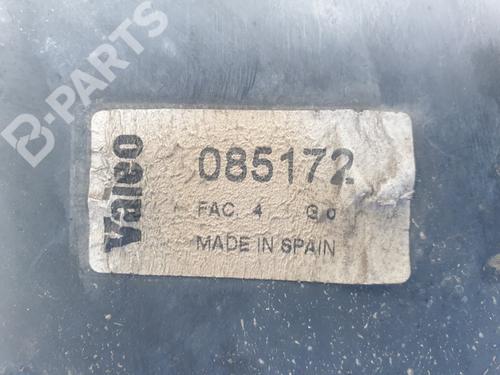 B-PARTS
Valeo
085172
FAC. 4 G o
MADE IN SPAIN